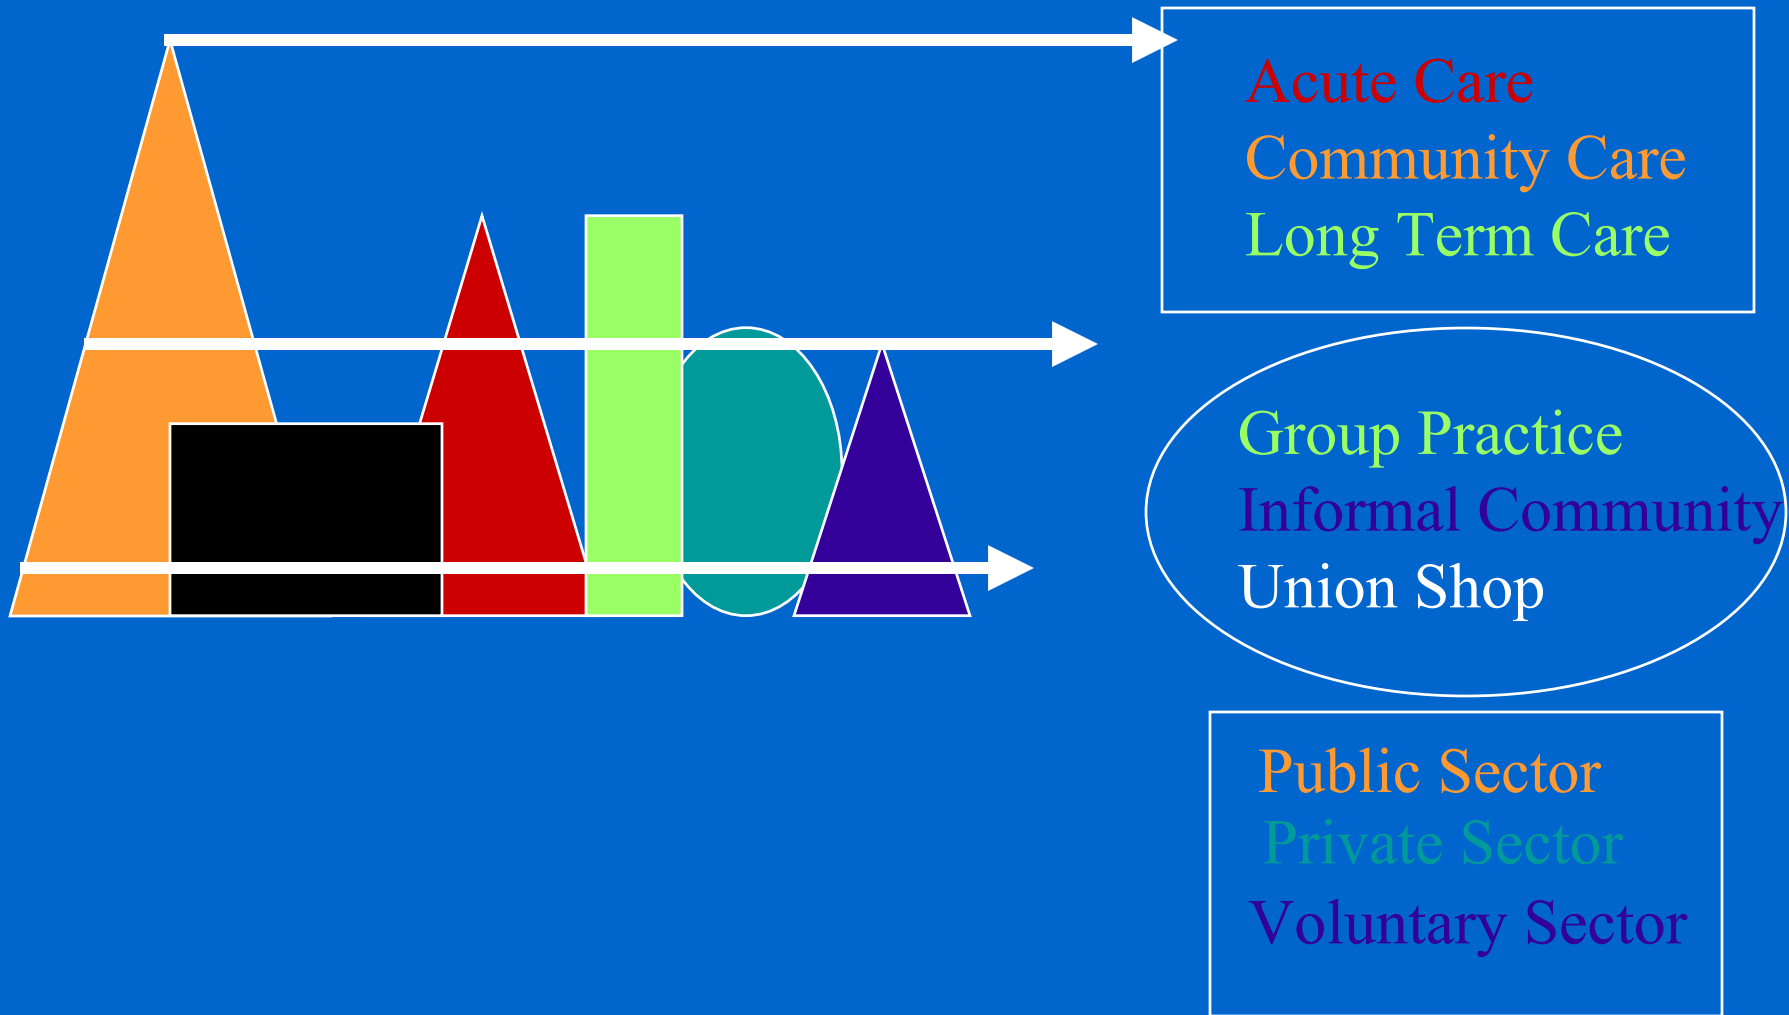 Acute Care
Community Care
Long Term Care
Group Practice
Informal Community
Union Shop
Public Sector
Private Sector
Voluntary Sector